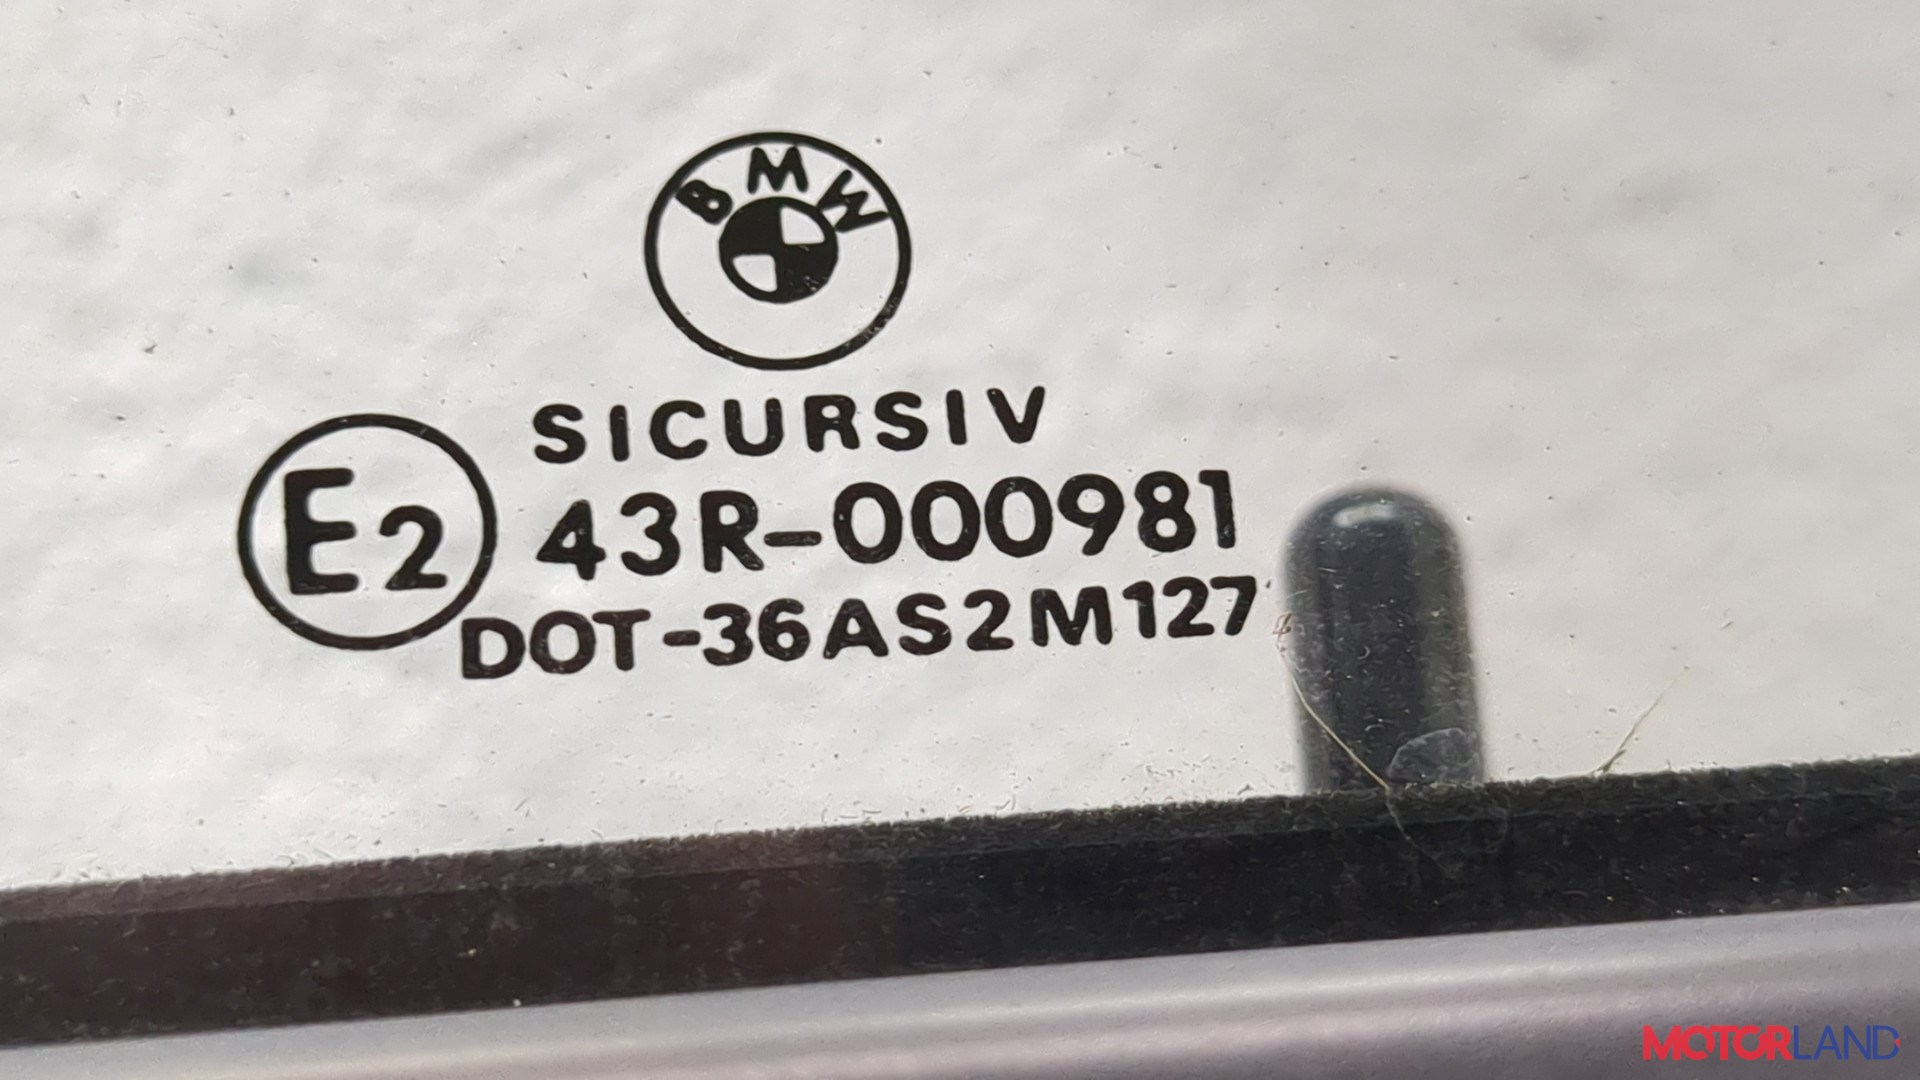 BMW
SICURSIV
E2 43R-000981
DOT-36AS2M127
MOTORLAND